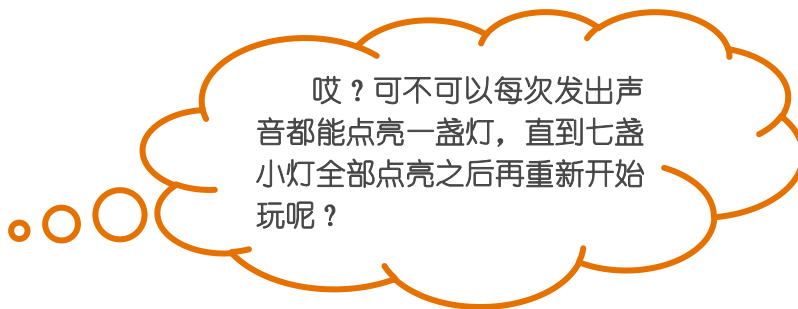 哎？可不可以每次发出声
音都能点亮一盏灯，直到七盏
小灯全部点亮之后再重新开始
玩呢？